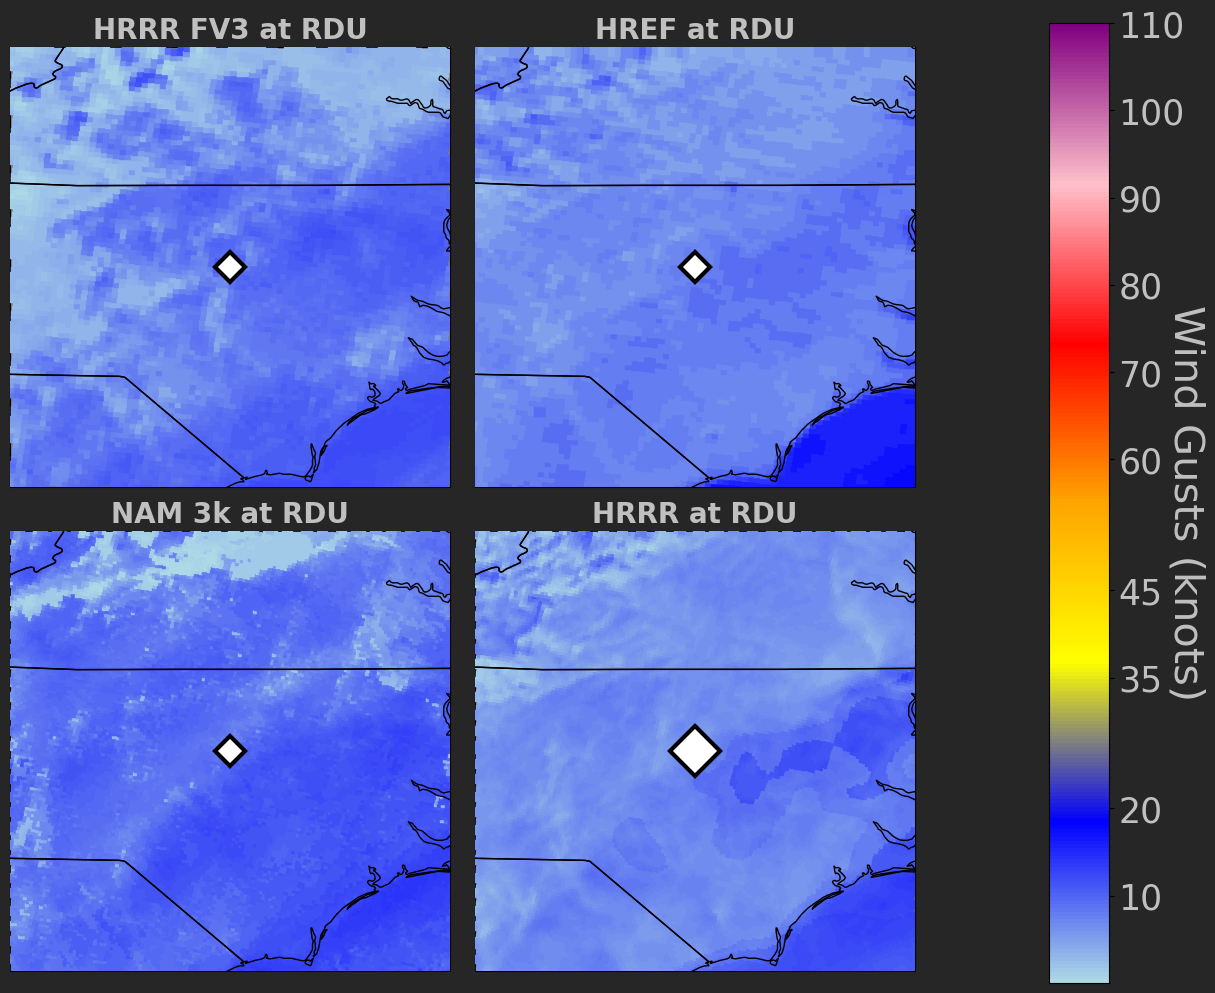 HRRR FV3 at RDU
HREF at RDU
NAM 3k at RDU
HRRR at RDU
110
100
90
80
70
60
45
35
20
10
Wind Gusts (knots)